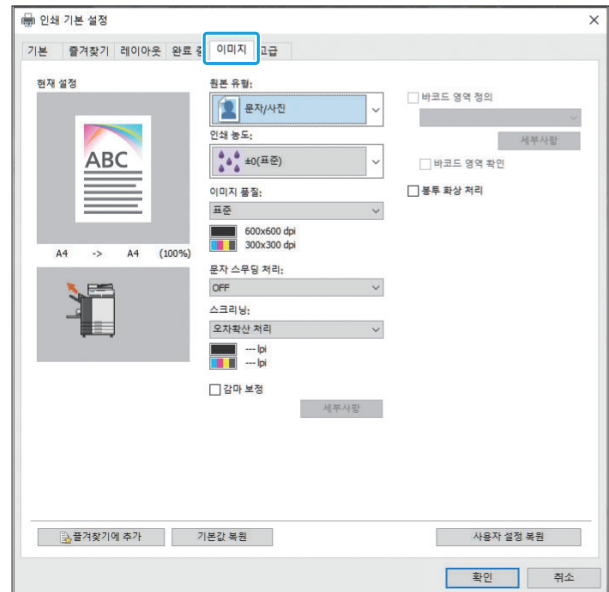 인쇄 기본 설정
기본 즐겨찾기 레이아웃 완료 이미지 고급
현재 설정
ABC
A4 -> A4 (100%)
원본 유형:
문자/사진
인쇄 농도:
±0(표준)
이미지 품질:
표준
600x600 dpi
300x300 dpi
문자 스무딩 처리:
OFF
스크리닝:
오차확산 처리
--- lpi
--- lpi
감마 보정
세부사항
바코드 영역 정의
세부사항
바코드 영역 확인
봉투 화상 처리
즐겨찾기에 추가 기본값 복원 사용자 설정 복원
확인 취소